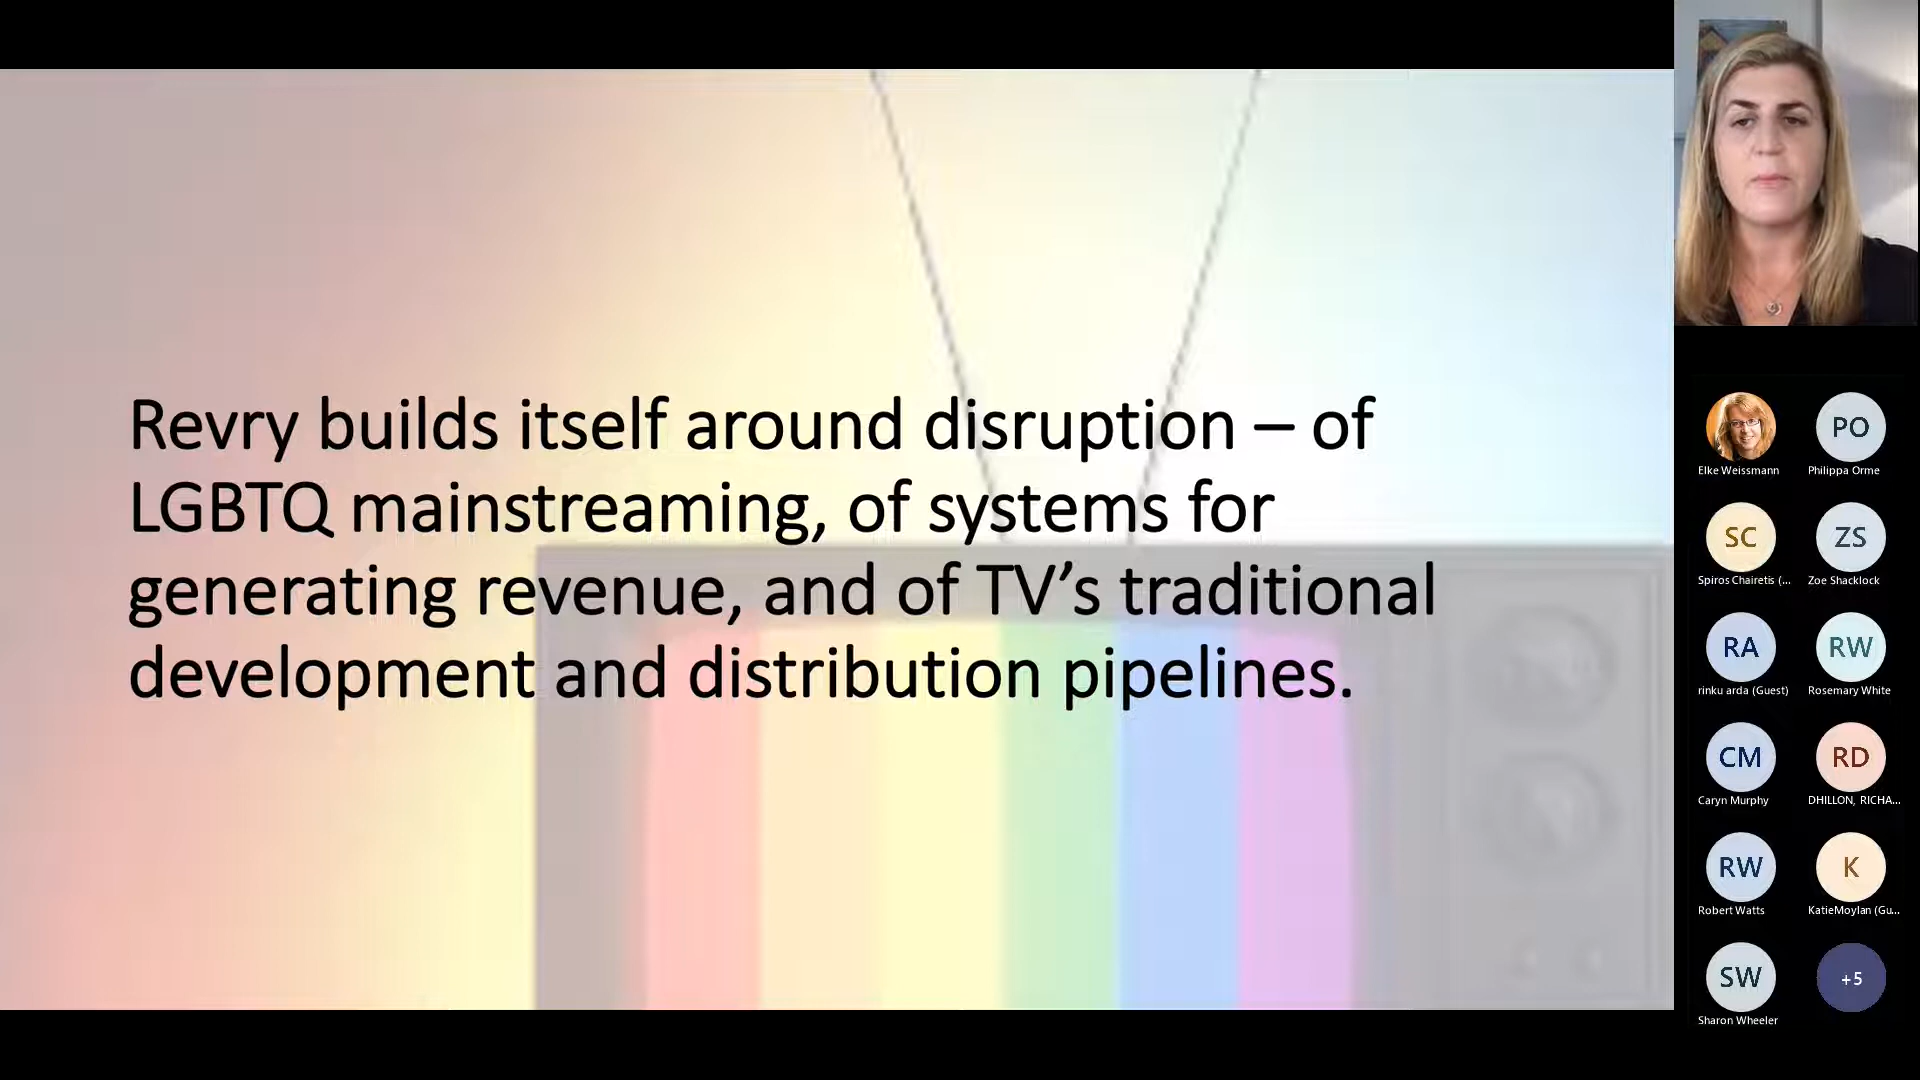 Revry builds itself around disruption – of
LGBTQ mainstreaming, of systems for
generating revenue, and of TV’s traditional
development and distribution pipelines.
Elke Weissmann
PO
Philipa Orme
SC
Spiros Chairetis (...
ZS
Zoe Shacklock
RA
rinku arda (Guest)
RW
Rosemary White
CM
Caryn Murphy
RD
DHILLON, RICHA...
RW
Robert Watts
K
KatieMoylan (Gu...
SW
Sharon Wheeler
+5